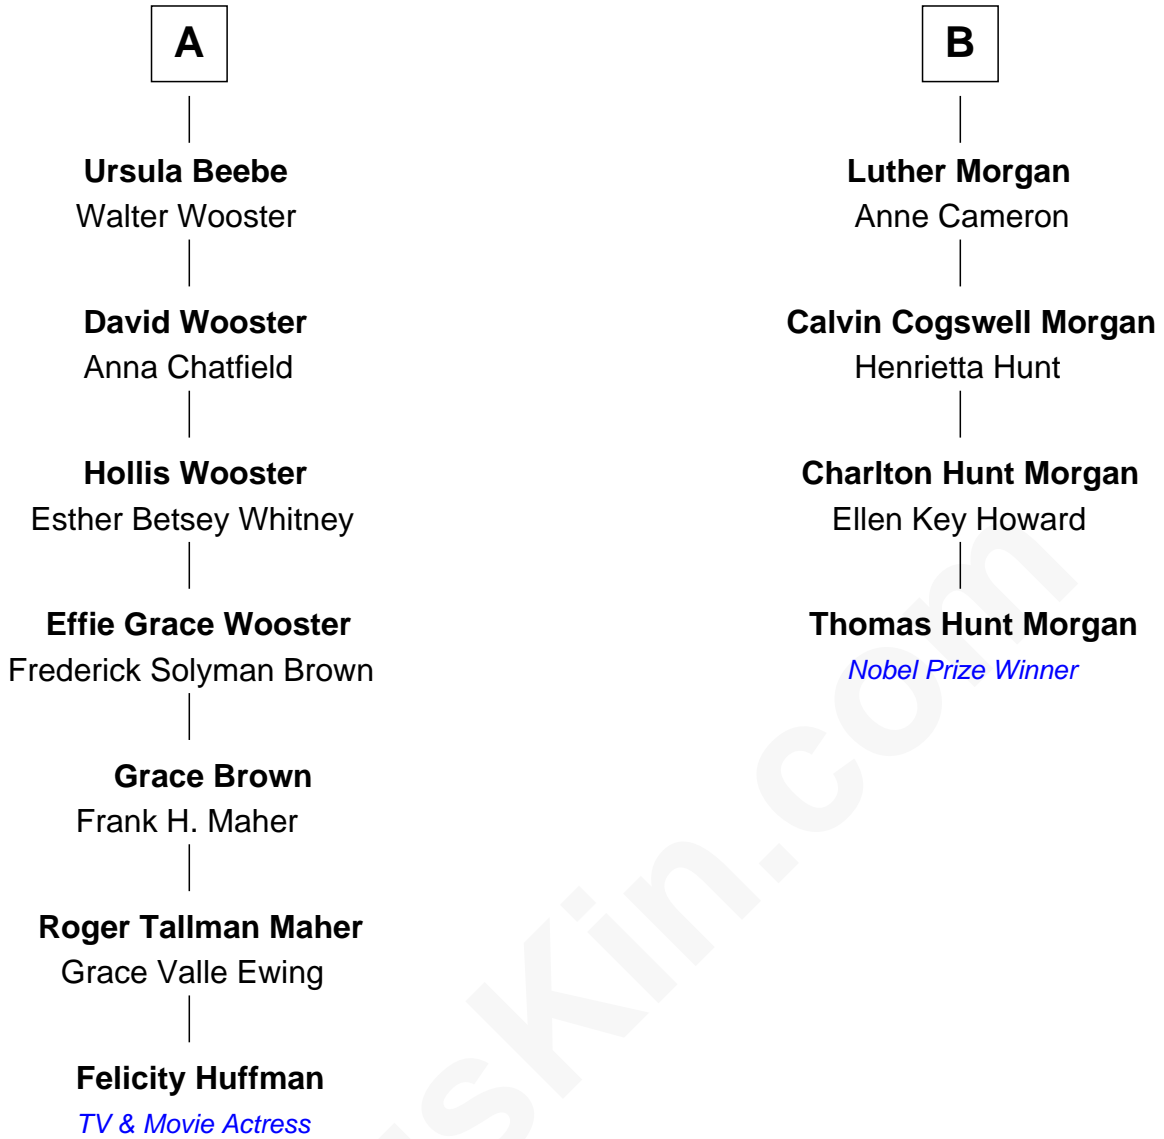 A
Ursula Beebe
Walter Wooster
David Wooster
Anna Chatfield
Hollis Wooster
Esther Betsey Whitney
Effie Grace Wooster
Frederick Solyman Brown
Grace Brown
Frank H. Maher
Roger Tallman Maher
Grace Valle Ewing
Felicity Huffman
TV & Movie Actress
B
Luther Morgan
Anne Cameron
Calvin Cogswell Morgan
Henrietta Hunt
Charlton Hunt Morgan
Ellen Key Howard
Thomas Hunt Morgan
Nobel Prize Winner